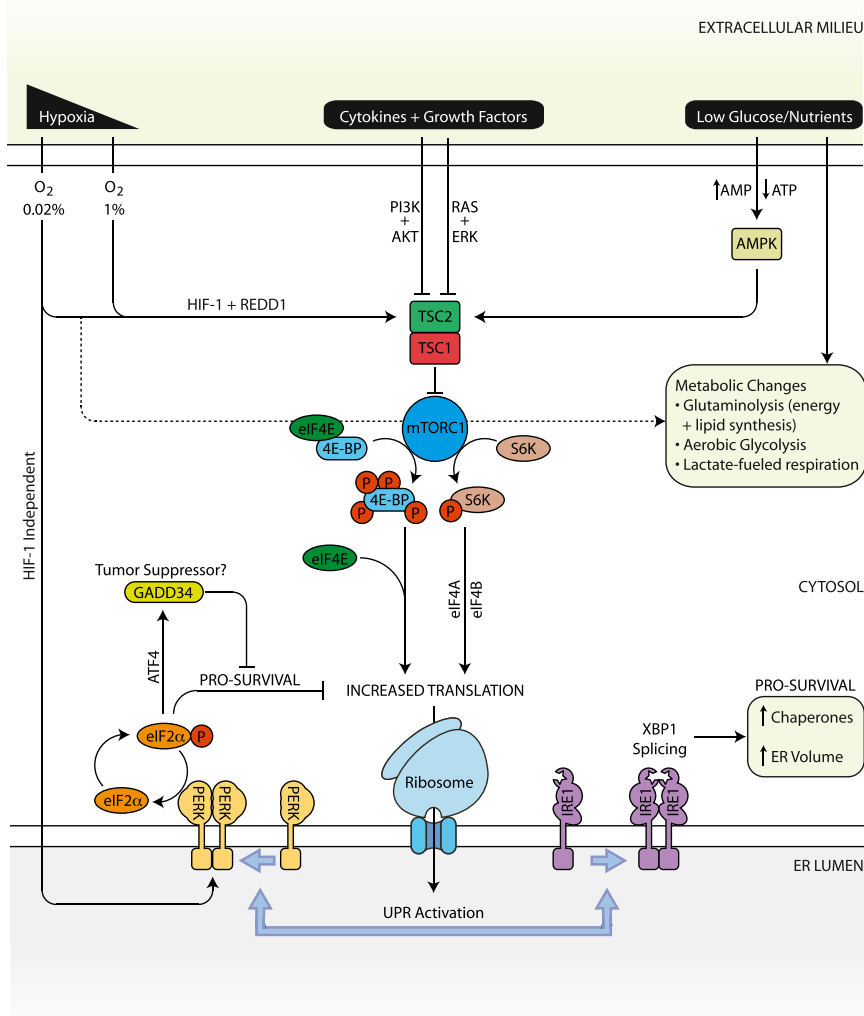 EXTRACELLULAR MILIEU
Hypoxia
Cytokines + Growth Factors
Low Glucose/Nutrients
O2
0.02%
O2
1%
PI3K
+
AKT
RAS
+
ERK
AMP
ATP
AMPK
HIF-1 + REDD1
TSC2
TSC1
Metabolic Changes
• Glutaminolysis (energy
+ lipid synthesis)
• Aerobic Glycolysis
• Lactate-fueled respiration
mTORC1
eIF4E
4E-BP
S6K
P
P
4E-BP
P
P
S6K
P
HIF-1 Independent
eIF4E
eIF4A
eIF4B
CYTOSOL
Tumor Suppressor?
GADD34
ATF4
PRO-SURVIVAL
INCREASED TRANSLATION
PRO-SURVIVAL
Chaperones
ER Volume
eIF2α
P
eIF2α
XBP1
Splicing
Ribosome
PERK
PERK
PERK
IRE1
IRE1
IRE1
ER LUMEN
UPR Activation